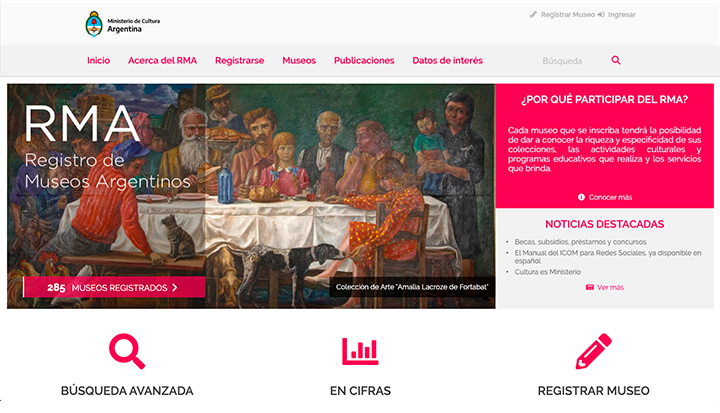 Ministerio de Cultura
Argentina
Registrar Museo Ingresar
Inicio Acerca del RMA Registrarse Museos Publicaciones Datos de interés Búsqueda
RMA
Registro de
Museos Argentinos
285 MUSEOS REGISTRADOS
Colección de Arte "Amalia Lacroze de Fortabat"
¿POR QUÉ PARTICIPAR DEL RMA?
Cada museo que se inscriba tendrá la posibilidad
de dar a conocer la riqueza y especificidad de sus
colecciones, las actividades culturales y
programas educativos que realiza y los servicios
que brinda.
Conocer más
NOTICIAS DESTACADAS
• Becas, subsidios, préstamos y concursos
• El Manual del ICOM para Redes Sociales, ya disponible en
español
• Cultura es Ministerio
Ver más
BÚSQUEDA AVANZADA
EN CIFRAS
REGISTRAR MUSEO